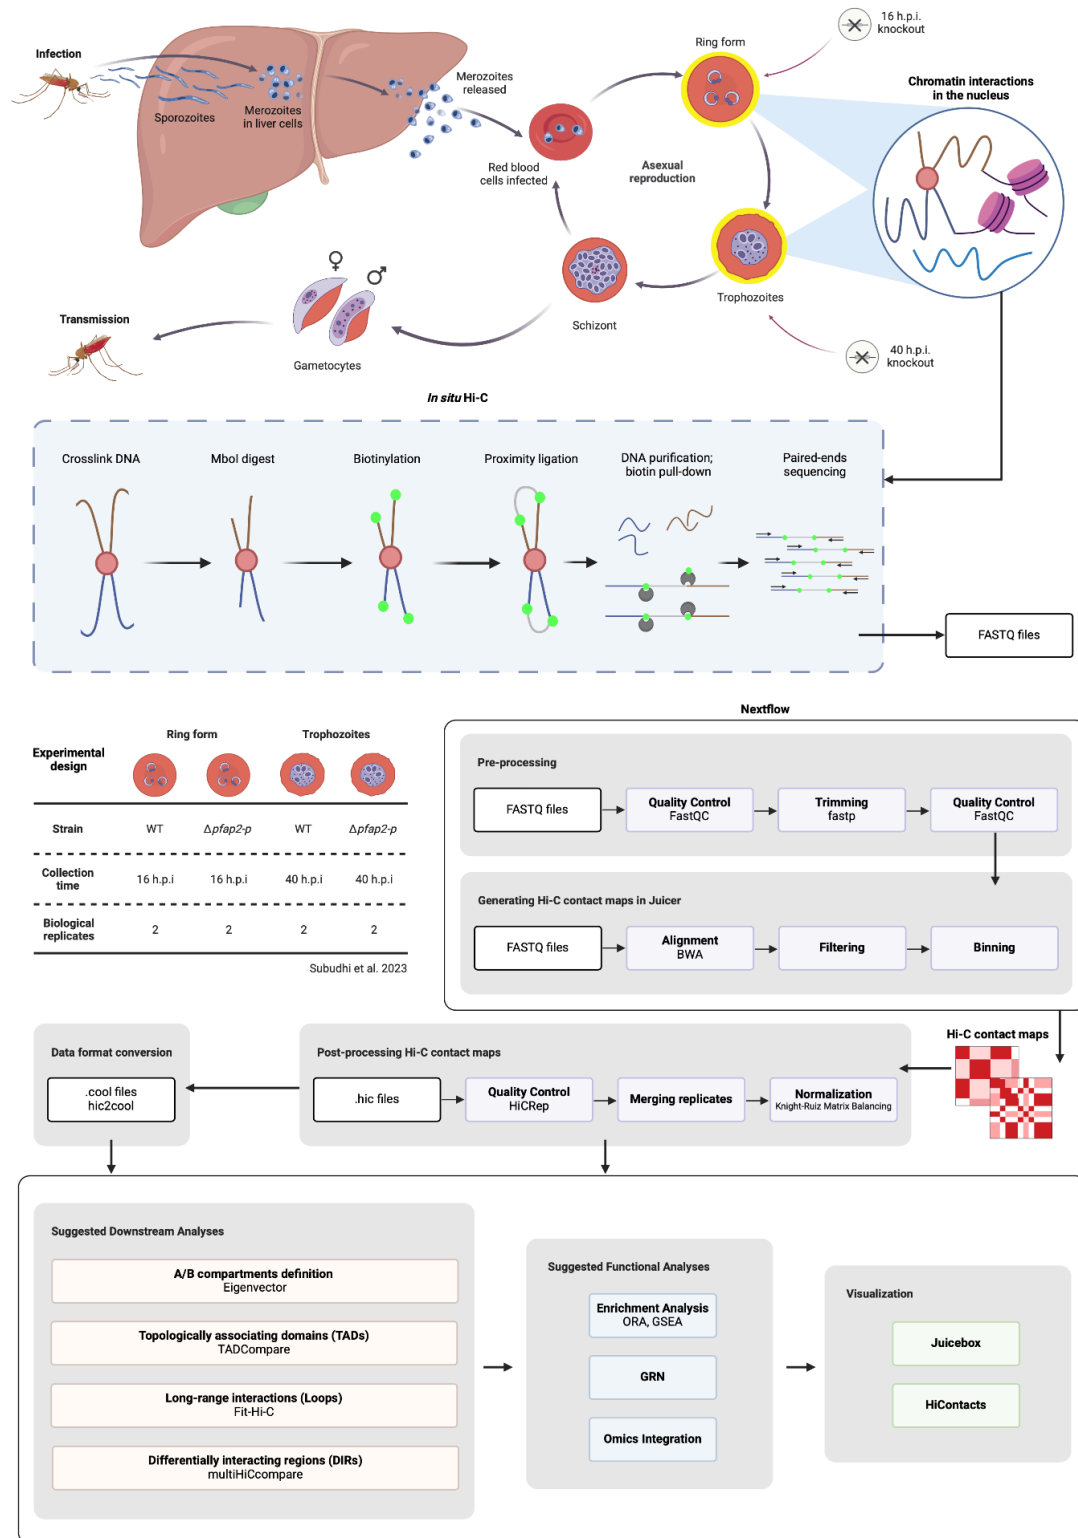 Infection
Sporozoites
Merozoites
in liver cells
Merozoites
released
Red blood
cells infected
Ring form
16 h.p.i.
knockout
Chromatin interactions
in the nucleus
Asexual
reproduction
Trophozoites
40 h.p.i.
knockout
Schizont
♀
♂
Gametocytes
Transmission
In situ Hi-C
Crosslink DNA
MboI digest
Biotinylation
Proximity ligation
DNA purification;
biotin pull-down
Paired-ends
sequencing
FASTQ files
Experimental
design
Ring form
Trophozoites
Strain
WT
Δpfap2-p
WT
Δpfap2-p
Collection
time
16 h.p.i
16 h.p.i
40 h.p.i
40 h.p.i
Biological
replicates
2
2
2
2
Subudhi et al. 2023
Nextflow
Pre-processing
FASTQ files
Quality Control
FastQC
Trimming
fastp
Quality Control
FastQC
Generating Hi-C contact maps in Juicer
FASTQ files
Alignment
BWA
Filtering
Binning
Hi-C contact maps
Post-processing Hi-C contact maps
.hic files
Quality Control
HiCRep
Merging replicates
Normalization
Knight-Ruiz Matrix Balancing
Data format conversion
.cool files
hic2cool
Suggested Downstream Analyses
A/B compartments definition
Eigenvector
Topologically associating domains (TADs)
TADCompare
Long-range interactions (Loops)
Fit-Hi-C
Differentially interacting regions (DIRs)
multiHiCcompare
Suggested Functional Analyses
Enrichment Analysis
ORA, GSEA
GRN
Omics Integration
Visualization
Juicebox
HiContacts